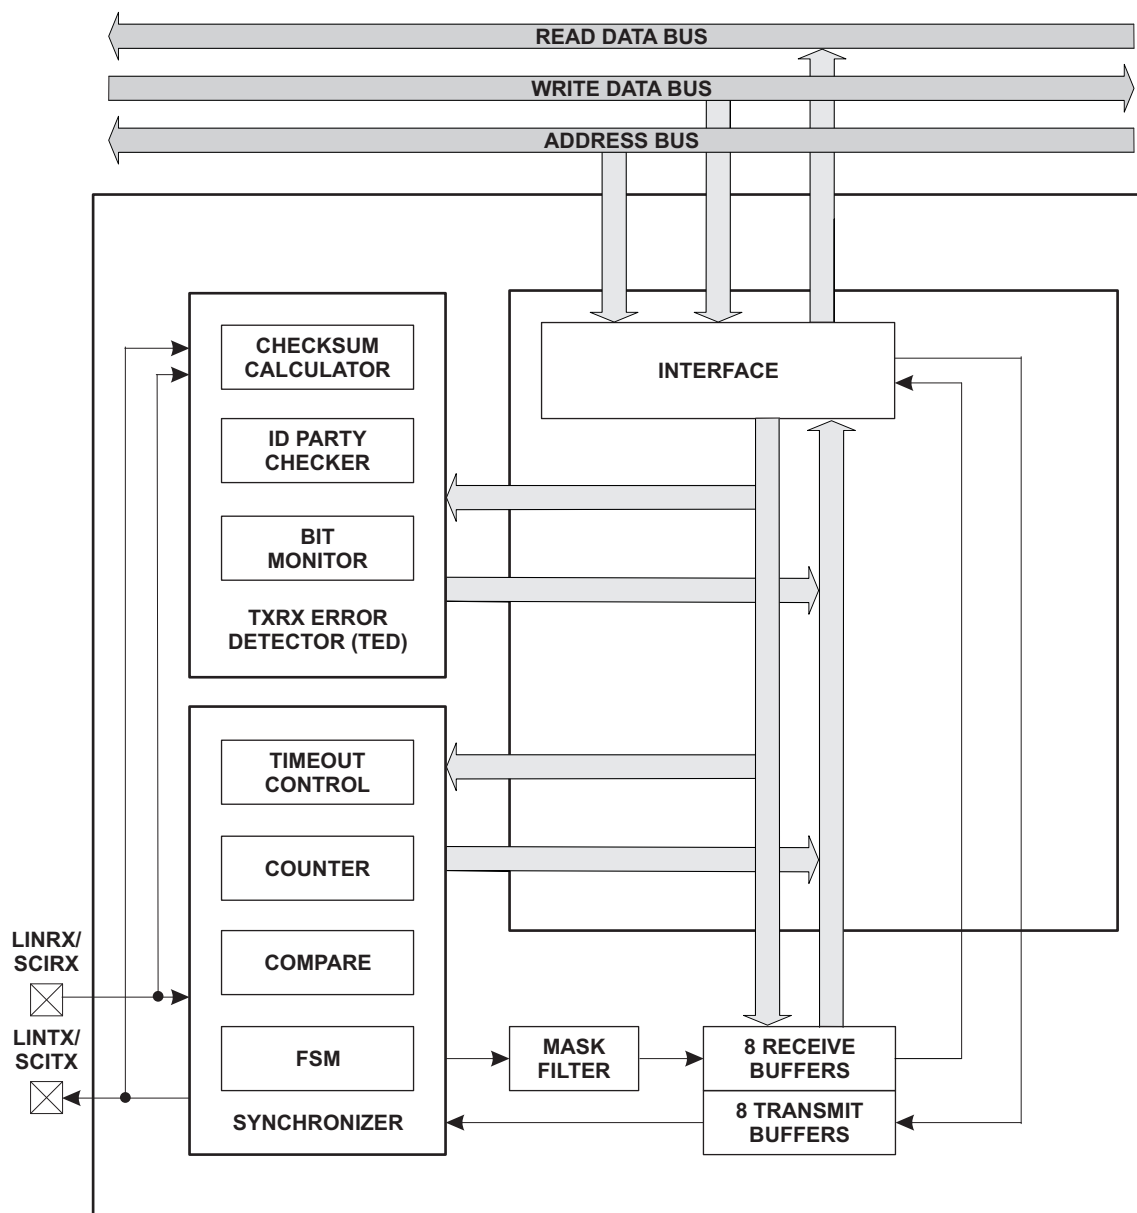 READ DATA BUS
WRITE DATA BUS
ADDRESS BUS
CHECKSUM
CALCULATOR
INTERFACE
ID PARTY
CHECKER
BIT
MONITOR
TXRX ERROR
DETECTOR (TED)
TIMEOUT
CONTROL
COUNTER
LINRX/
SCIRX
COMPARE
LINTX/
SCITX
FSM
MASK
FILTER
8 RECEIVE
BUFFERS
SYNCHRONIZER
8 TRANSMIT
BUFFERS